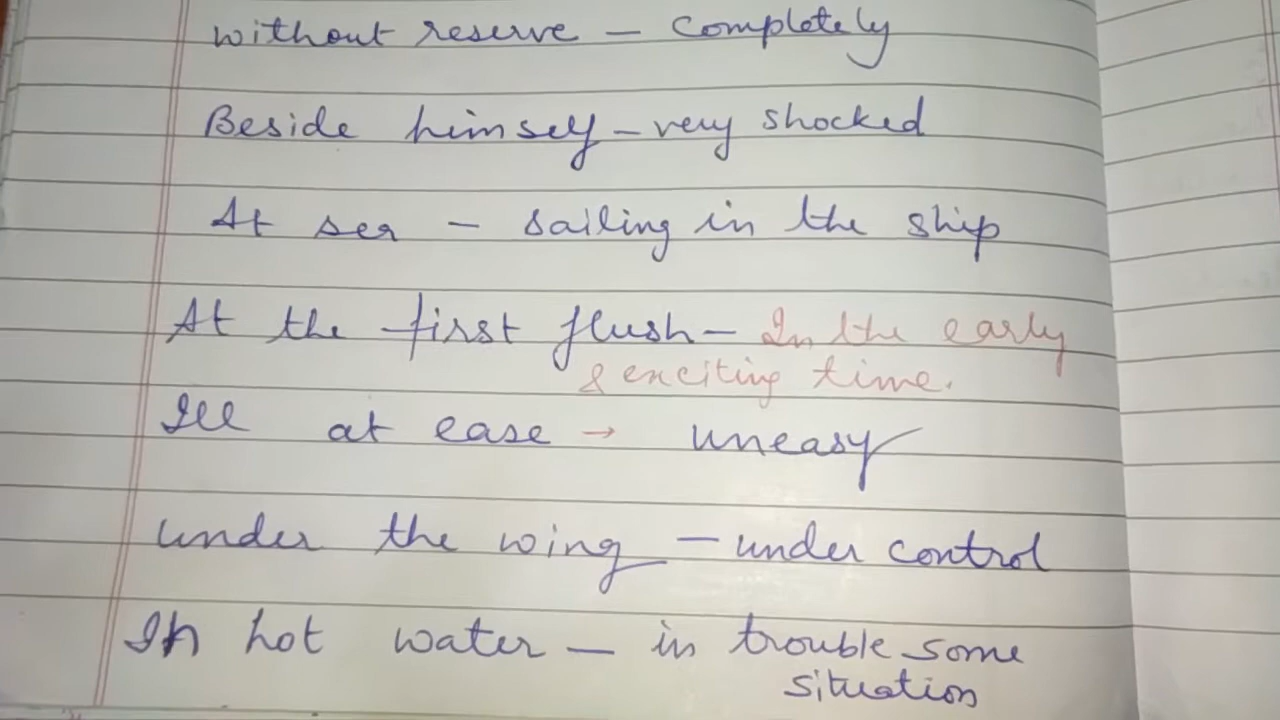 without reserve – completely
Beside himself – very shocked
At sea – sailing in the ship
At the first flush – In the early
& exciting time.
Ill at ease → uneasy
under the wing – under control
In hot water – in trouble some
situation